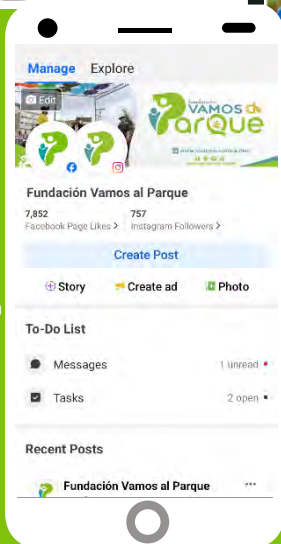 Manage Explore
Edit
Fundación
VAMOS al
Parque
Fundación Vamos al Parque
7,852 757
Facebook Page Likes > Instagram Followers >
Create Post
Story Create ad Photo
To-Do List
Messages 1 unread
Tasks 2 open
Recent Posts
Fundación Vamos al Parque ...